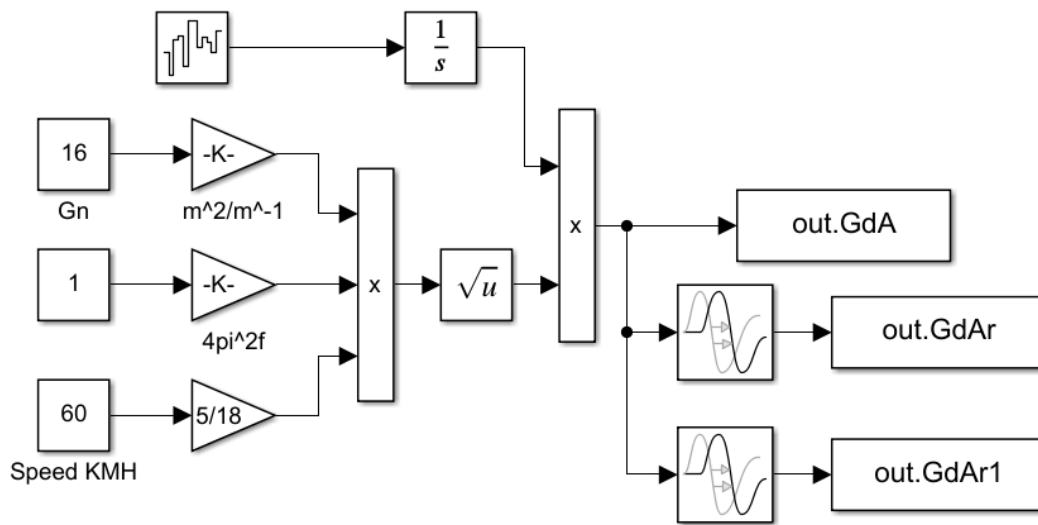 1
s
16
-K-
Gn
m^2/m^-1
1
-K-
4pi^2f
x
√u
x
60
5/18
Speed KMH
out.GdA
out.GdAr
out.GdAr1